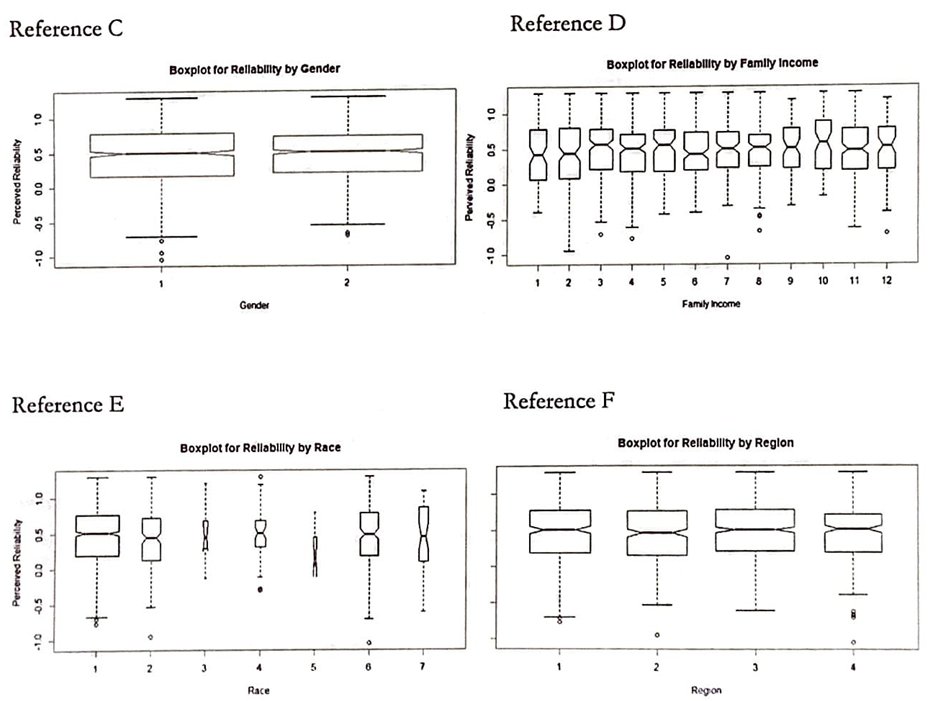 Reference C
Boxplot for Reliability by Gender
Perceived Reliability
1.0
0.5
0.0
-0.5
-1.0
1 2
Gender
Reference D
Boxplot for Reliability by Family Income
Perveived Reliability
1.0
0.5
0.0
-0.5
-1.0
1 2 3 4 5 6 7 8 9 10 11 12
Family Income
Reference E
Boxplot for Reliability by Race
Perceived Reliability
1.0
0.5
0.0
-0.5
-1.0
1 2 3 4 5 6 7
Race
Reference F
Boxplot for Reliability by Region
1 2 3 4
Region